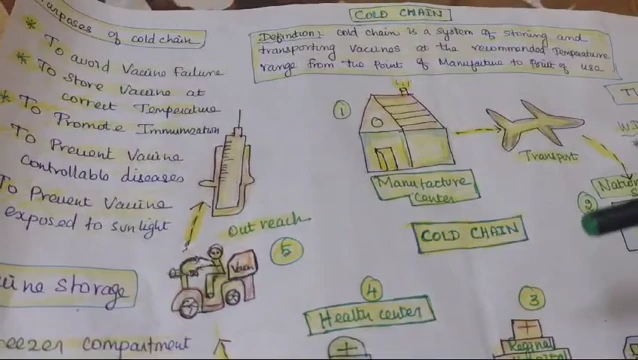 COLD CHAIN
Purposes of cold chain
* To avoid Vaccine Failure
* To Store Vaccine at
correct Temperature
* To Promote Immunization
To Prevent Vaccine
controllable diseases
To Prevent Vaccine
exposed to sunlight
Definition: Cold chain is a system of storing and
transporting Vaccines at the recommended Temperature
range from the point of Manufacture to point of use
1
Manufacture
Center
Transport
2
COLD CHAIN
Out reach
5
Vaccine
4
Health center
3
Storage
freezer compartment